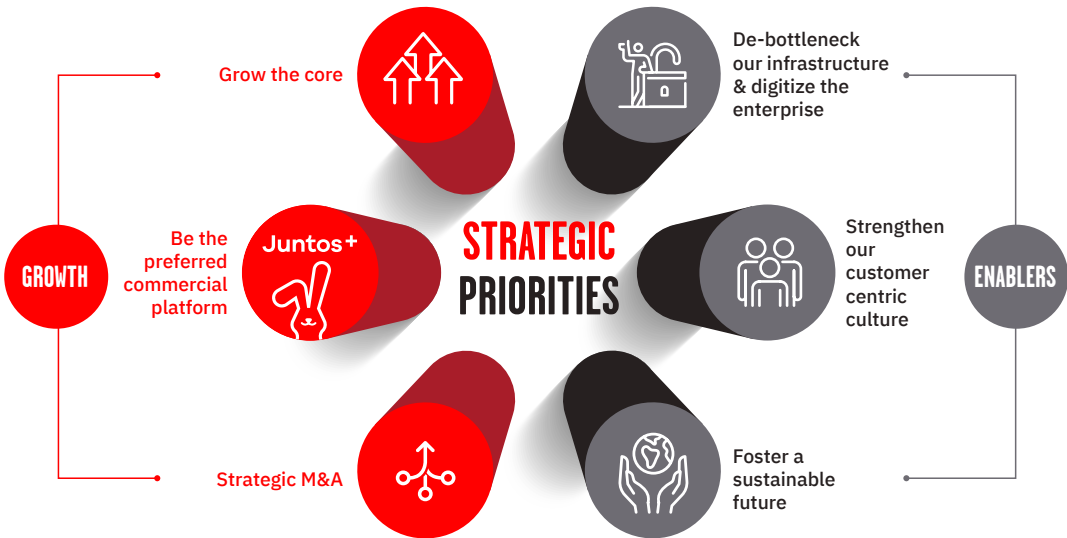 Grow the core
De-bottleneck
our infrastructure
& digitize the
enterprise
GROWTH
Be the
preferred
commercial
platform
Juntos+
STRATEGIC
PRIORITIES
Strengthen
our
customer
centric
culture
ENABLERS
Strategic M&A
Foster a
sustainable
future